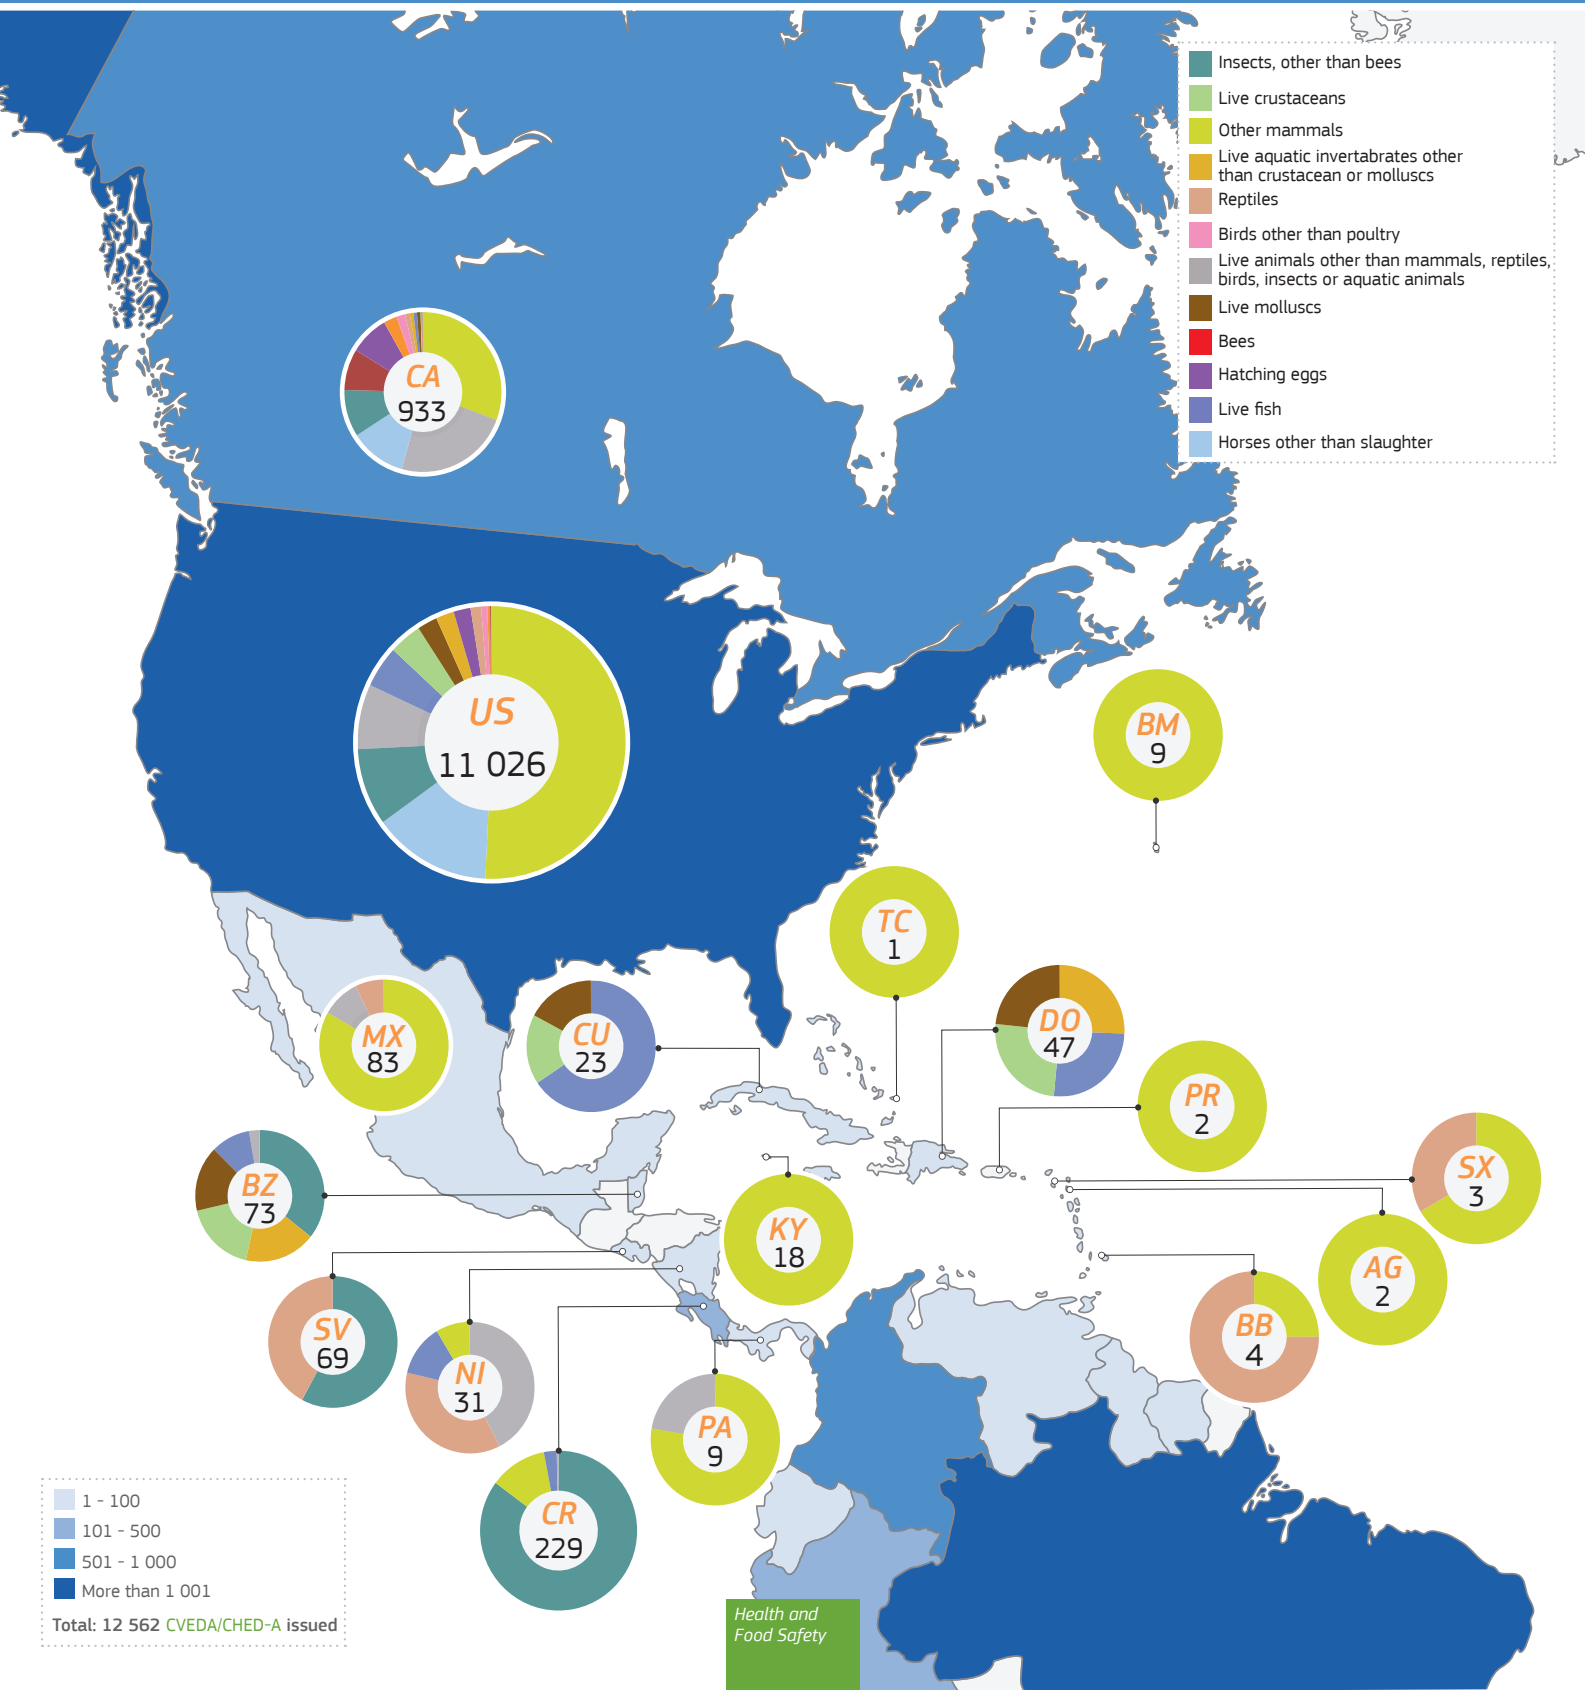 Insects, other than bees
Live crustaceans
Other mammals
Live aquatic invertabrates other
than crustacean or molluscs
Reptiles
Birds other than poultry
Live animals other than mammals, reptiles,
birds, insects or aquatic animals
Live molluscs
Bees
Hatching eggs
Live fish
Horses other than slaughter
CA
933
US
11 026
BM
9
TC
1
MX
83
CU
23
DO
47
PR
2
BZ
73
KY
18
SX
3
AG
2
SV
69
NI
31
BB
4
PA
9
CR
229
1 - 100
101 - 500
501 - 1 000
More than 1 001
Total: 12 562 CVEDA/CHED-A issued
Health and
Food Safety